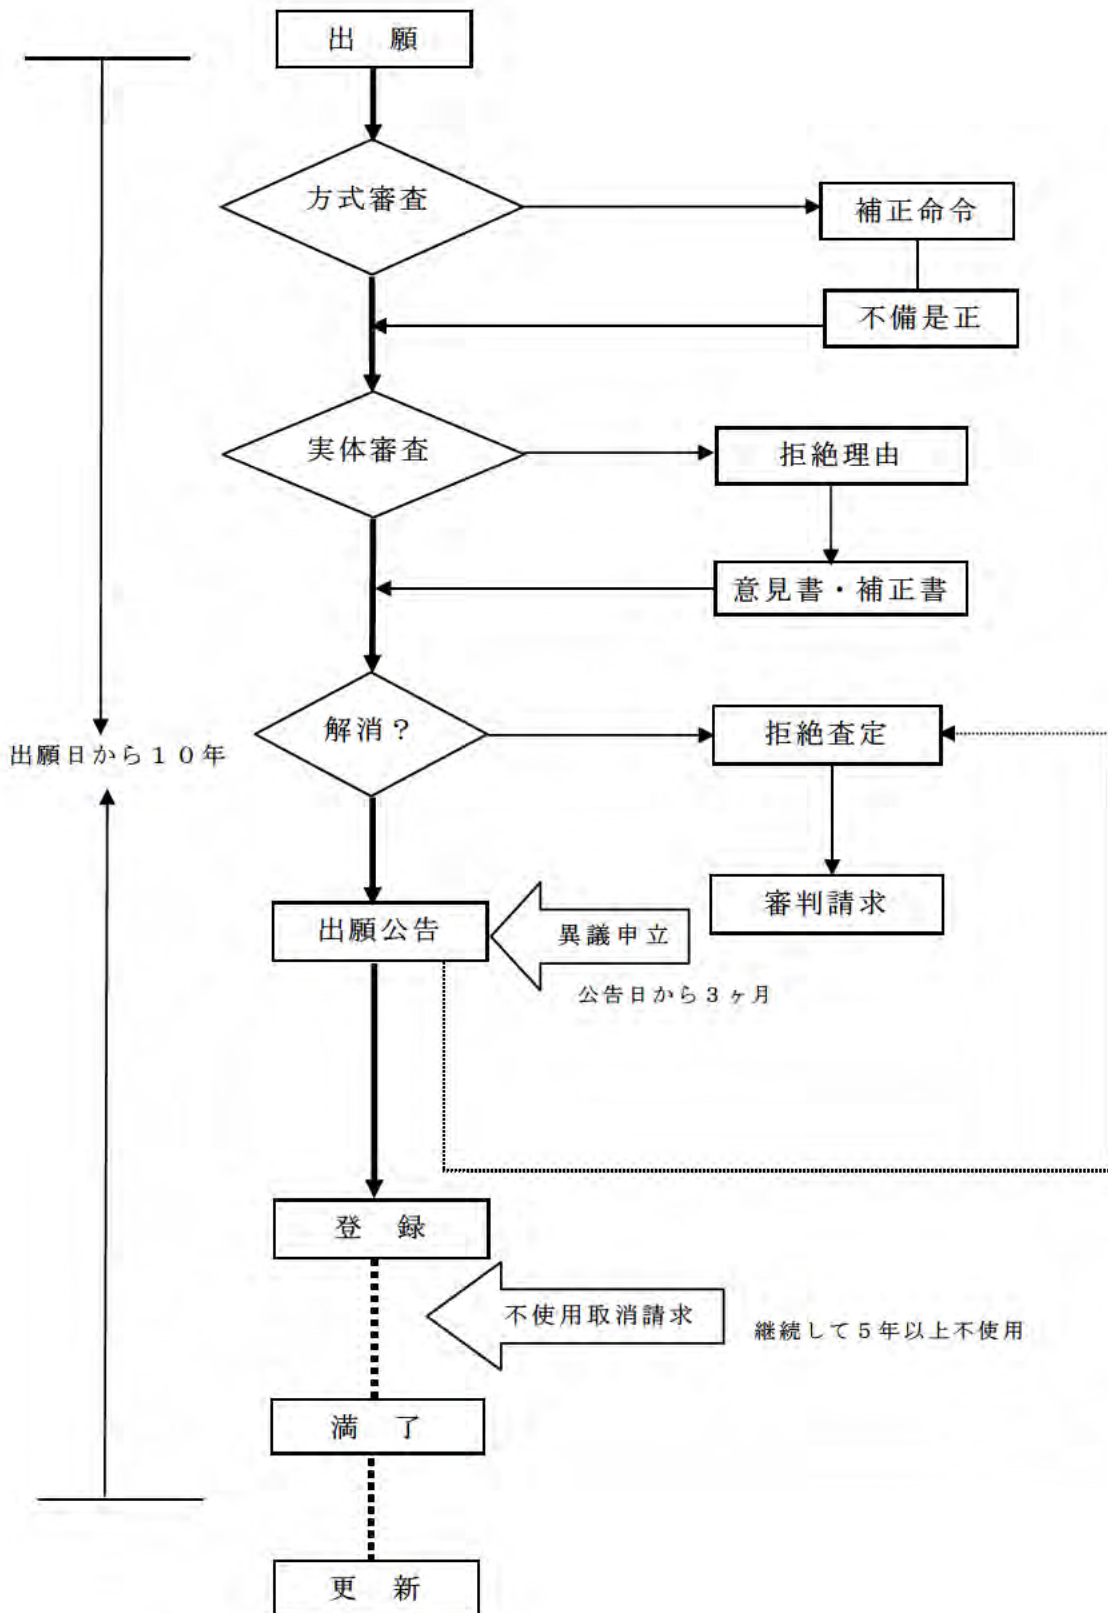 出 願
方式審査
補正命令
不備是正
実体審査
拒絶理由
意見書・補正書
解消？
拒絶査定
出願日から１０年
審判請求
出願公告
異議申立
公告日から３ヶ月
登 録
不使用取消請求
継続して５年以上不使用
満 了
更 新